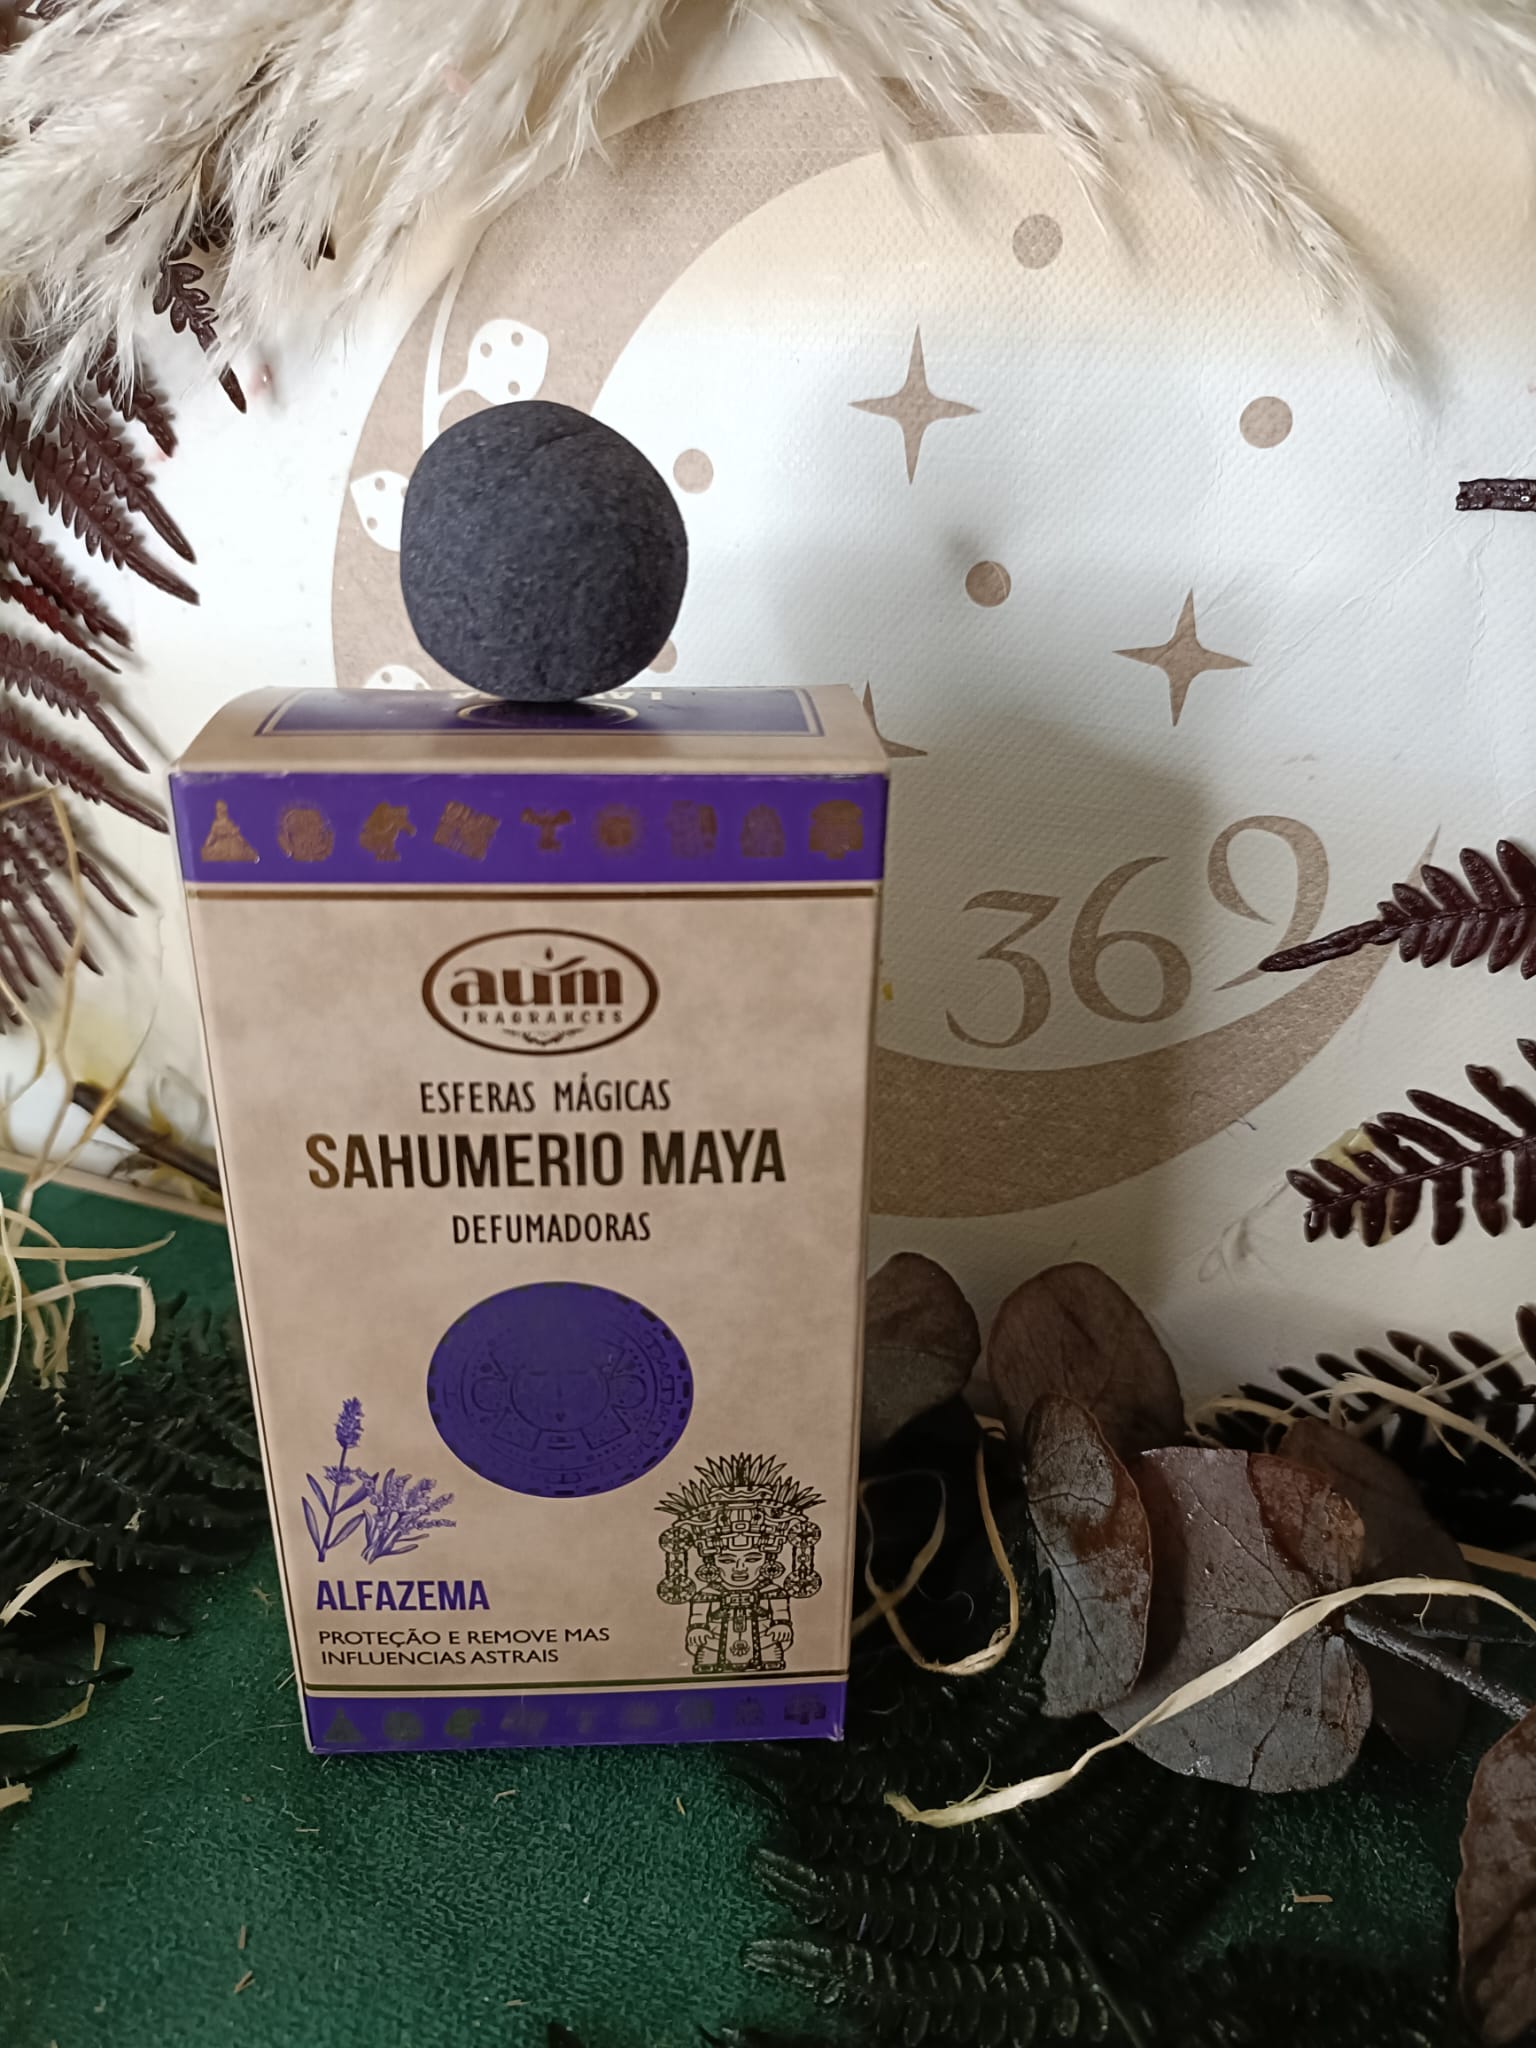 aum
FRAGRANCES
ESFERAS MÁGICAS
SAHUMERIO MAYA
DEFUMADORAS
ALFAZEMA
PROTEÇÃO E REMOVE MAS
INFLUENCIAS ASTRAIS
369